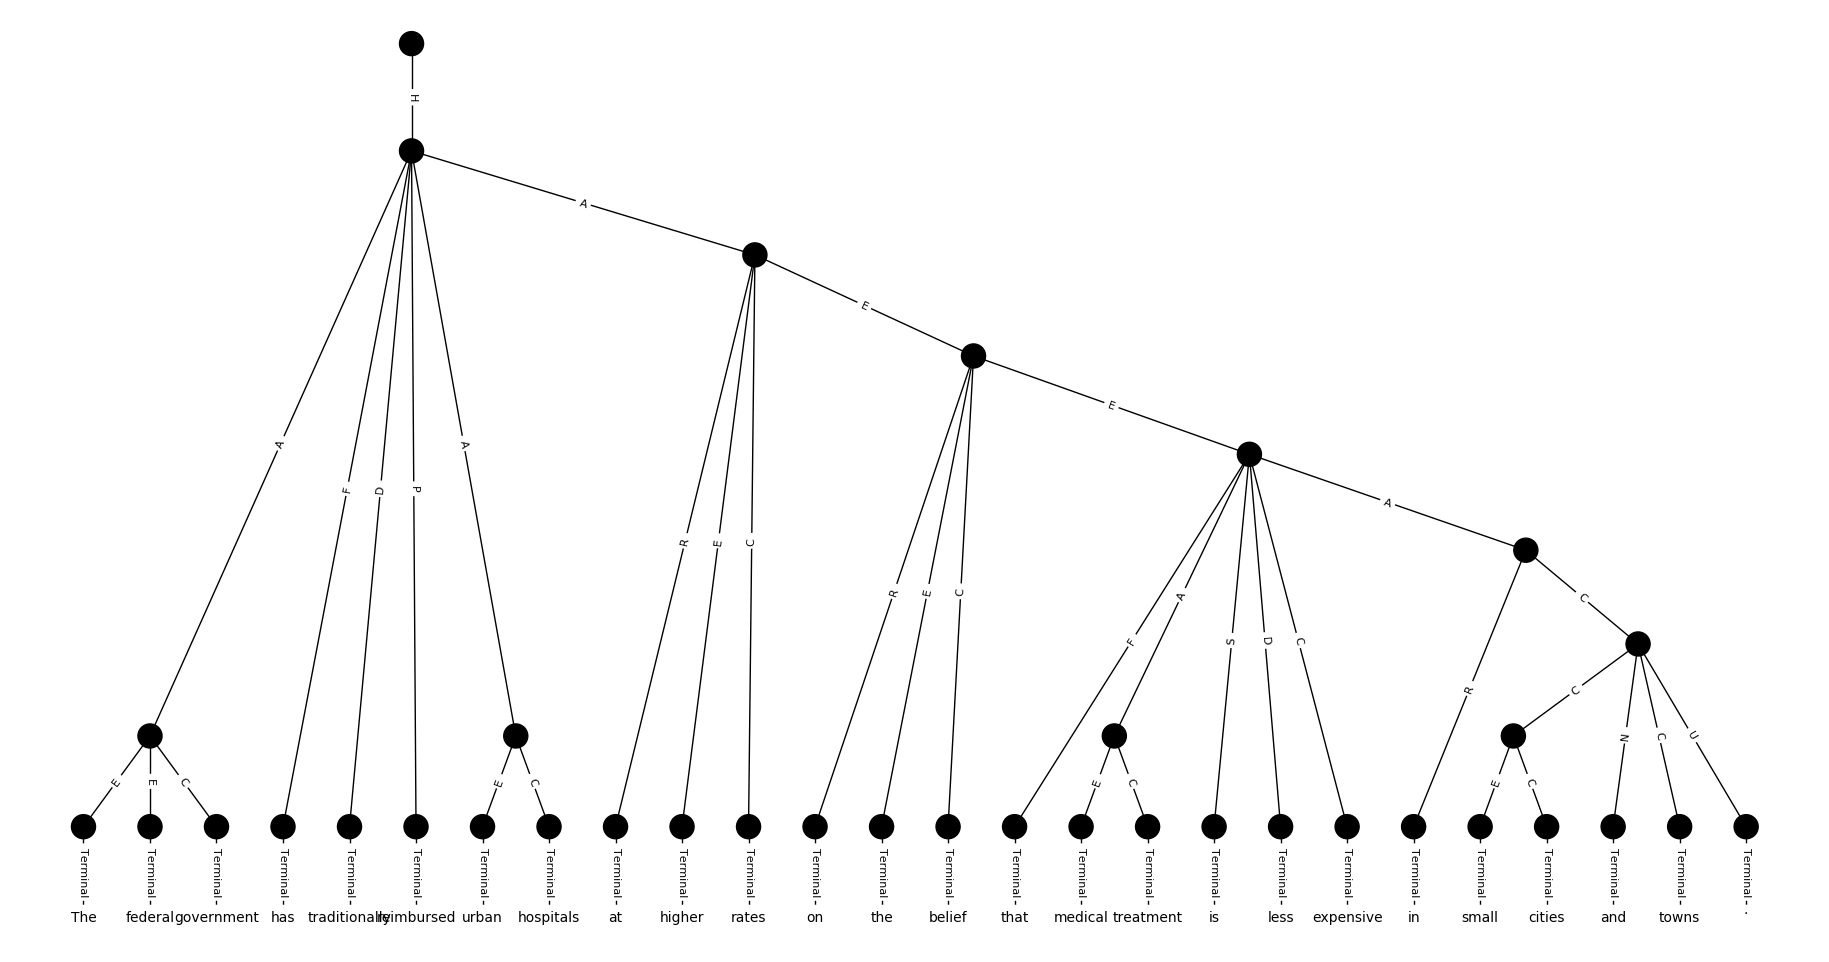 H
A
E
E
A
A
F
D
P
A
R
E
C
R
E
C
F
A
S
D
C
R
C
C
N
C
U
E
E
C
E
C
E
C
E
C
Terminal Terminal Terminal Terminal Terminal Terminal Terminal Terminal Terminal Terminal Terminal Terminal Terminal Terminal Terminal Terminal Terminal Terminal Terminal Terminal Terminal Terminal Terminal Terminal Terminal Terminal
The federal government has traditionally reimbursed urban hospitals at higher rates on the belief that medical treatment is less expensive in small cities and towns .